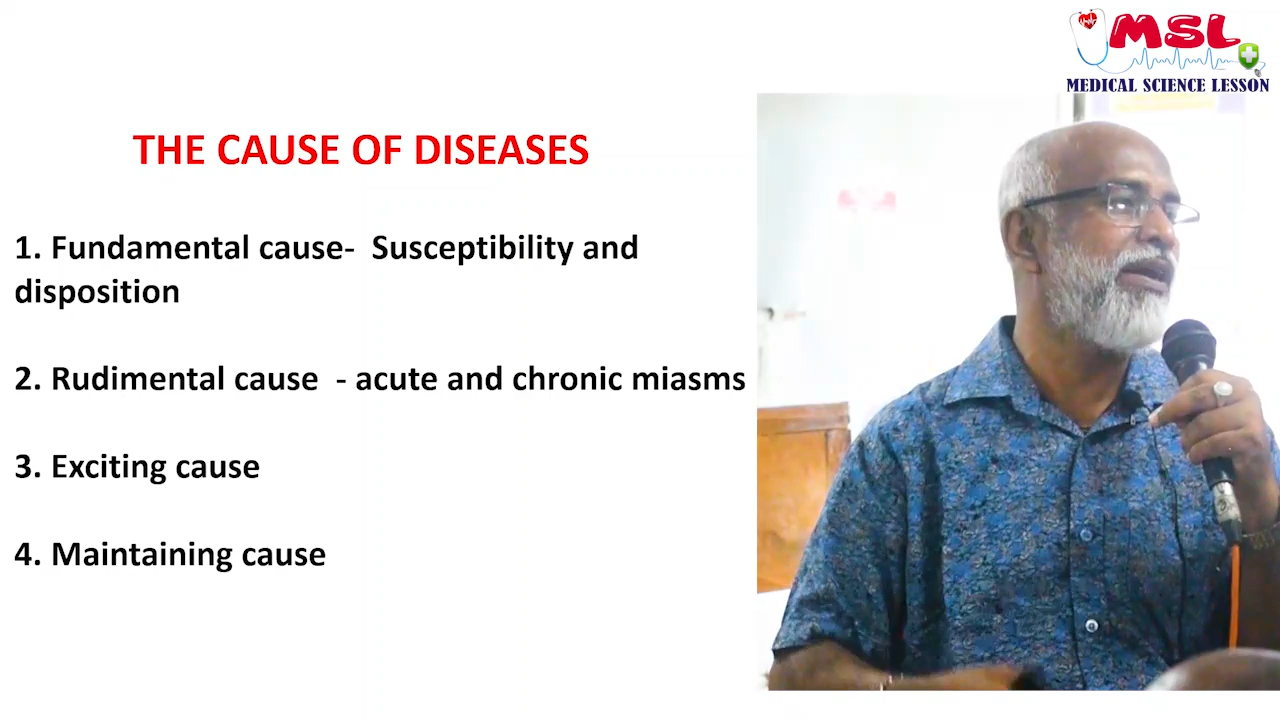 MSL
MEDICAL SCIENCE LESSON
THE CAUSE OF DISEASES
1. Fundamental cause-  Susceptibility and
disposition
2. Rudimental cause  - acute and chronic miasms
3. Exciting cause
4. Maintaining cause